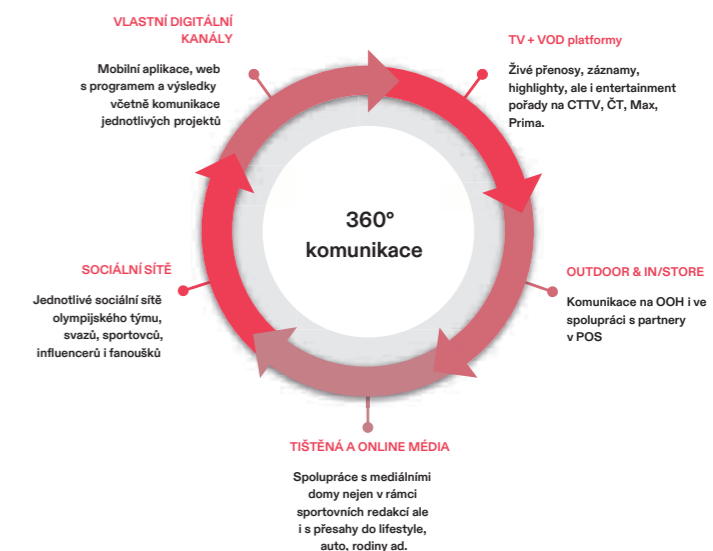 VLASTNÍ DIGITÁLNÍ
KANÁLY
Mobilní aplikace, web
s programem a výsledky
včetně komunikace
jednotlivých projektů
TV + VOD platformy
Živé přenosy, záznamy,
highlighty, ale i entertainment
pořady na CTTV, ČT, Max,
Prima.
360°
komunikace
SOCIÁLNÍ SÍTĚ
Jednotlivé sociální sítě
olympijského týmu,
svazů, sportovců,
influencerů i fanoušků
OUTDOOR & IN/STORE
Komunikace na OOH i ve
spolupráci s partnery
v POS
TIŠTĚNÁ A ONLINE MÉDIA
Spolupráce s mediálními
domy nejen v rámci
sportovních redakcí ale
i s přesahy do lifestyle,
auto, rodiny ad.